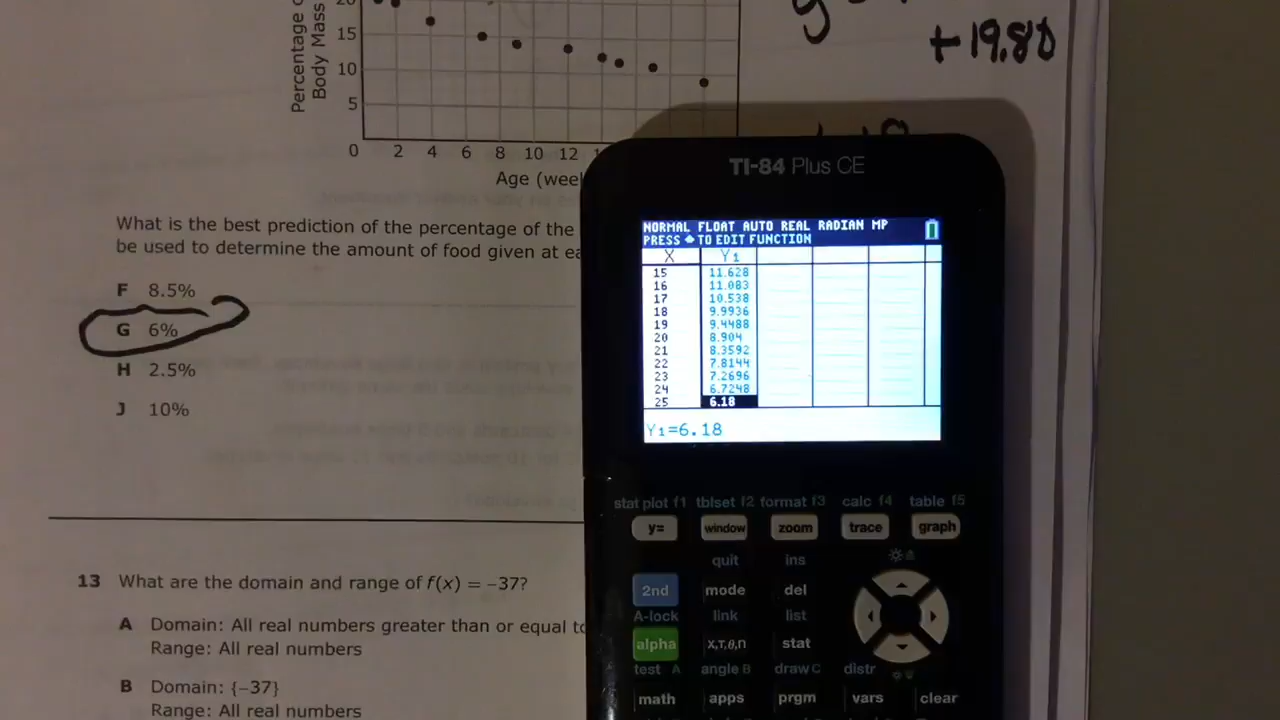 20
15
10
5
0 2 4 6 8 10 12
Percentage
Body Mass
Age
+19.80
What is the best prediction of the percentage of the
be used to determine the amount of food given at
F 8.5%
G 6%
H 2.5%
J 10%
13 What are the domain and range of f(x) = −37?
A Domain: All real numbers greater than or equal
Range: All real numbers
B Domain: {−37}
Range: All real numbers
TI-84 Plus CE
NORMAL FLOAT AUTO REAL RADIAN MP
PRESS + TO EDIT FUNCTION
X Y1
15 11.628
16 11.083
17 10.538
18 9.9936
19 9.4488
20 8.904
21 8.3592
22 7.8144
23 7.2696
24 6.7248
25 6.18
Y1=6.18
stat plot f1 tblset f2 format f3 calc f4 table f5
y= window zoom trace graph
quit ins
2nd mode del
A-lock link list
alpha X,T,θ,n stat
test A angle B draw C distr
math apps prgm vars clear